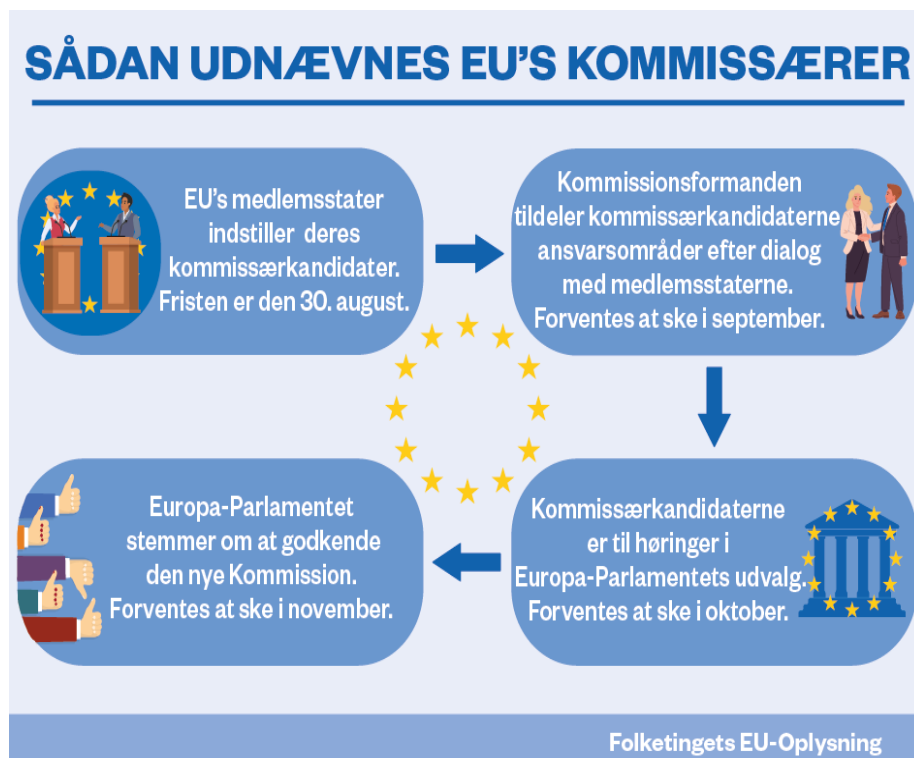 SÅDAN UDNÆVNES EU'S KOMMISSÆRER
EU's medlemsstater
indstiller deres
kommissærkandidater.
Fristen er den 30. august.
Kommissionsformanden
tildeler kommissærkandidaterne
ansvarsområder efter dialog
med medlemsstaterne.
Forventes at ske i september.
Kommissærkandidaterne
er til høringer i
Europa-Parlamentets udvalg.
Forventes at ske i oktober.
Europa-Parlamentet
stemmer om at godkende
den nye Kommission.
Forventes at ske i november.
Folketingets EU-Oplysning